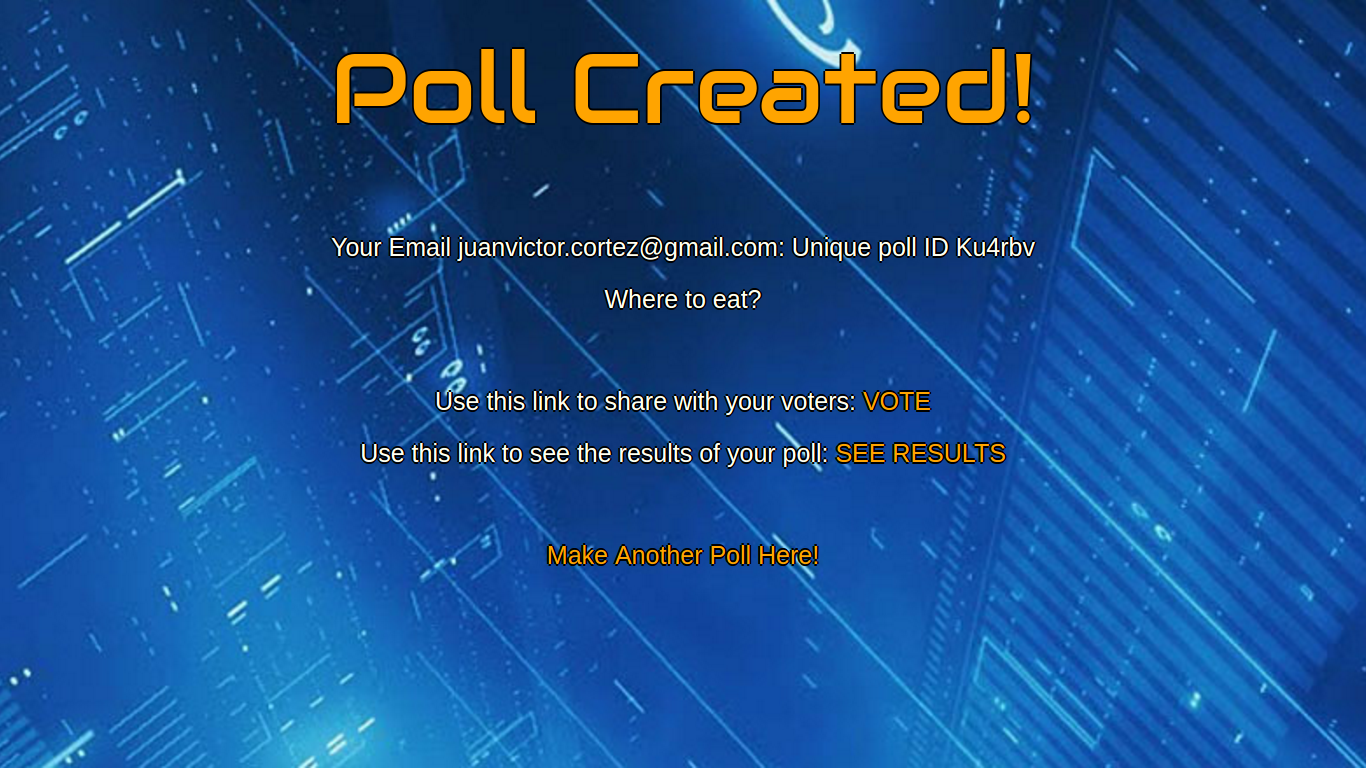 Poll Created!
Your Email juanvictor.cortez@gmail.com: Unique poll ID Ku4rbv
Where to eat?
Use this link to share with your voters: VOTE
Use this link to see the results of your poll: SEE RESULTS
Make Another Poll Here!